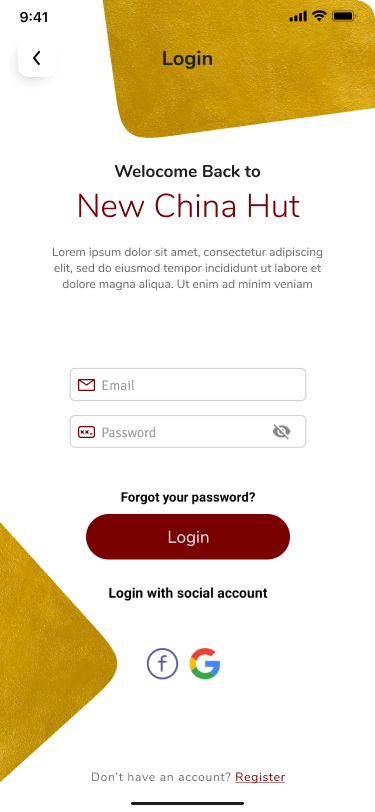 9:41
Login
Welocome Back to
New China Hut
Lorem ipsum dolor sit amet, consectetur adipiscing
elit, sed do eiusmod tempor incididunt ut labore et
dolore magna aliqua. Ut enim ad minim veniam
Email
Password
Forgot your password?
Login
Login with social account
Don't have an account? Register